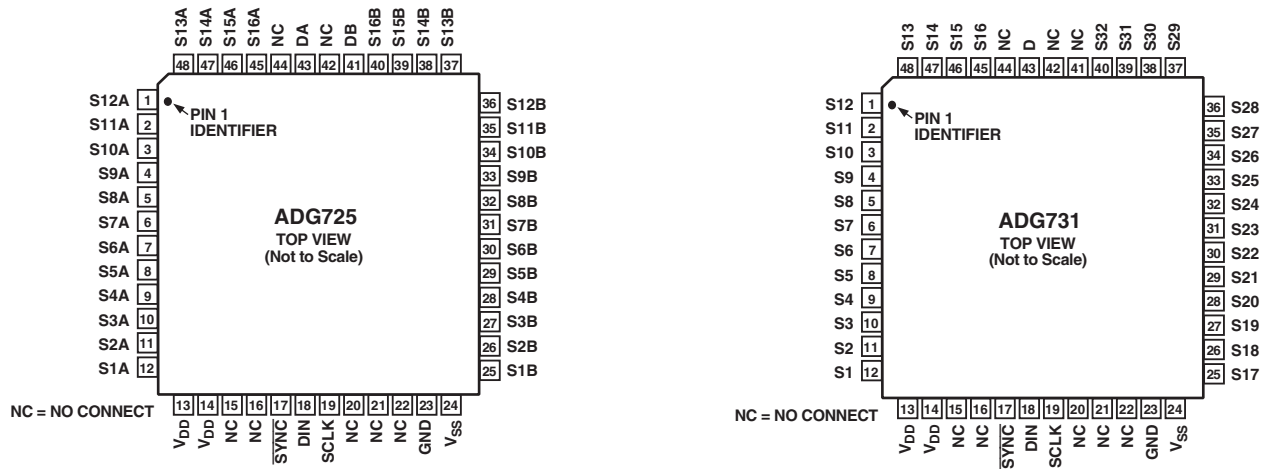 S13A S14A S15A S16A NC DA NC DB S16B S15B S14B S13B
48 47 46 45 44 43 42 41 40 39 38 37
S12A 1
S11A 2
S10A 3
S9A 4
S8A 5
S7A 6
S6A 7
S5A 8
S4A 9
S3A 10
S2A 11
S1A 12
PIN 1
IDENTIFIER
ADG725
TOP VIEW
(Not to Scale)
36 S12B
35 S11B
34 S10B
33 S9B
32 S8B
31 S7B
30 S6B
29 S5B
28 S4B
27 S3B
26 S2B
25 S1B
NC = NO CONNECT
13 14 15 16 17 18 19 20 21 22 23 24
VDD VDD NC NC SYNC DIN SCLK NC NC NC GND VSS
S13 S14 S15 S16 NC D NC NC S32 S31 S30 S29
48 47 46 45 44 43 42 41 40 39 38 37
S12 1
S11 2
S10 3
S9 4
S8 5
S7 6
S6 7
S5 8
S4 9
S3 10
S2 11
S1 12
PIN 1
IDENTIFIER
ADG731
TOP VIEW
(Not to Scale)
36 S28
35 S27
34 S26
33 S25
32 S24
31 S23
30 S22
29 S21
28 S20
27 S19
26 S18
25 S17
NC = NO CONNECT
13 14 15 16 17 18 19 20 21 22 23 24
VDD VDD NC NC SYNC DIN SCLK NC NC NC GND VSS